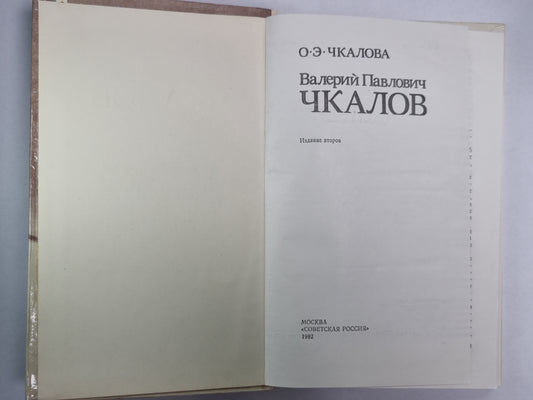 О·Э·ЧКАЛОВА
Валерий Павлович
ЧКАЛОВ
Издание второе
МОСКВА
«СОВЕТСКАЯ РОССИЯ»
1982